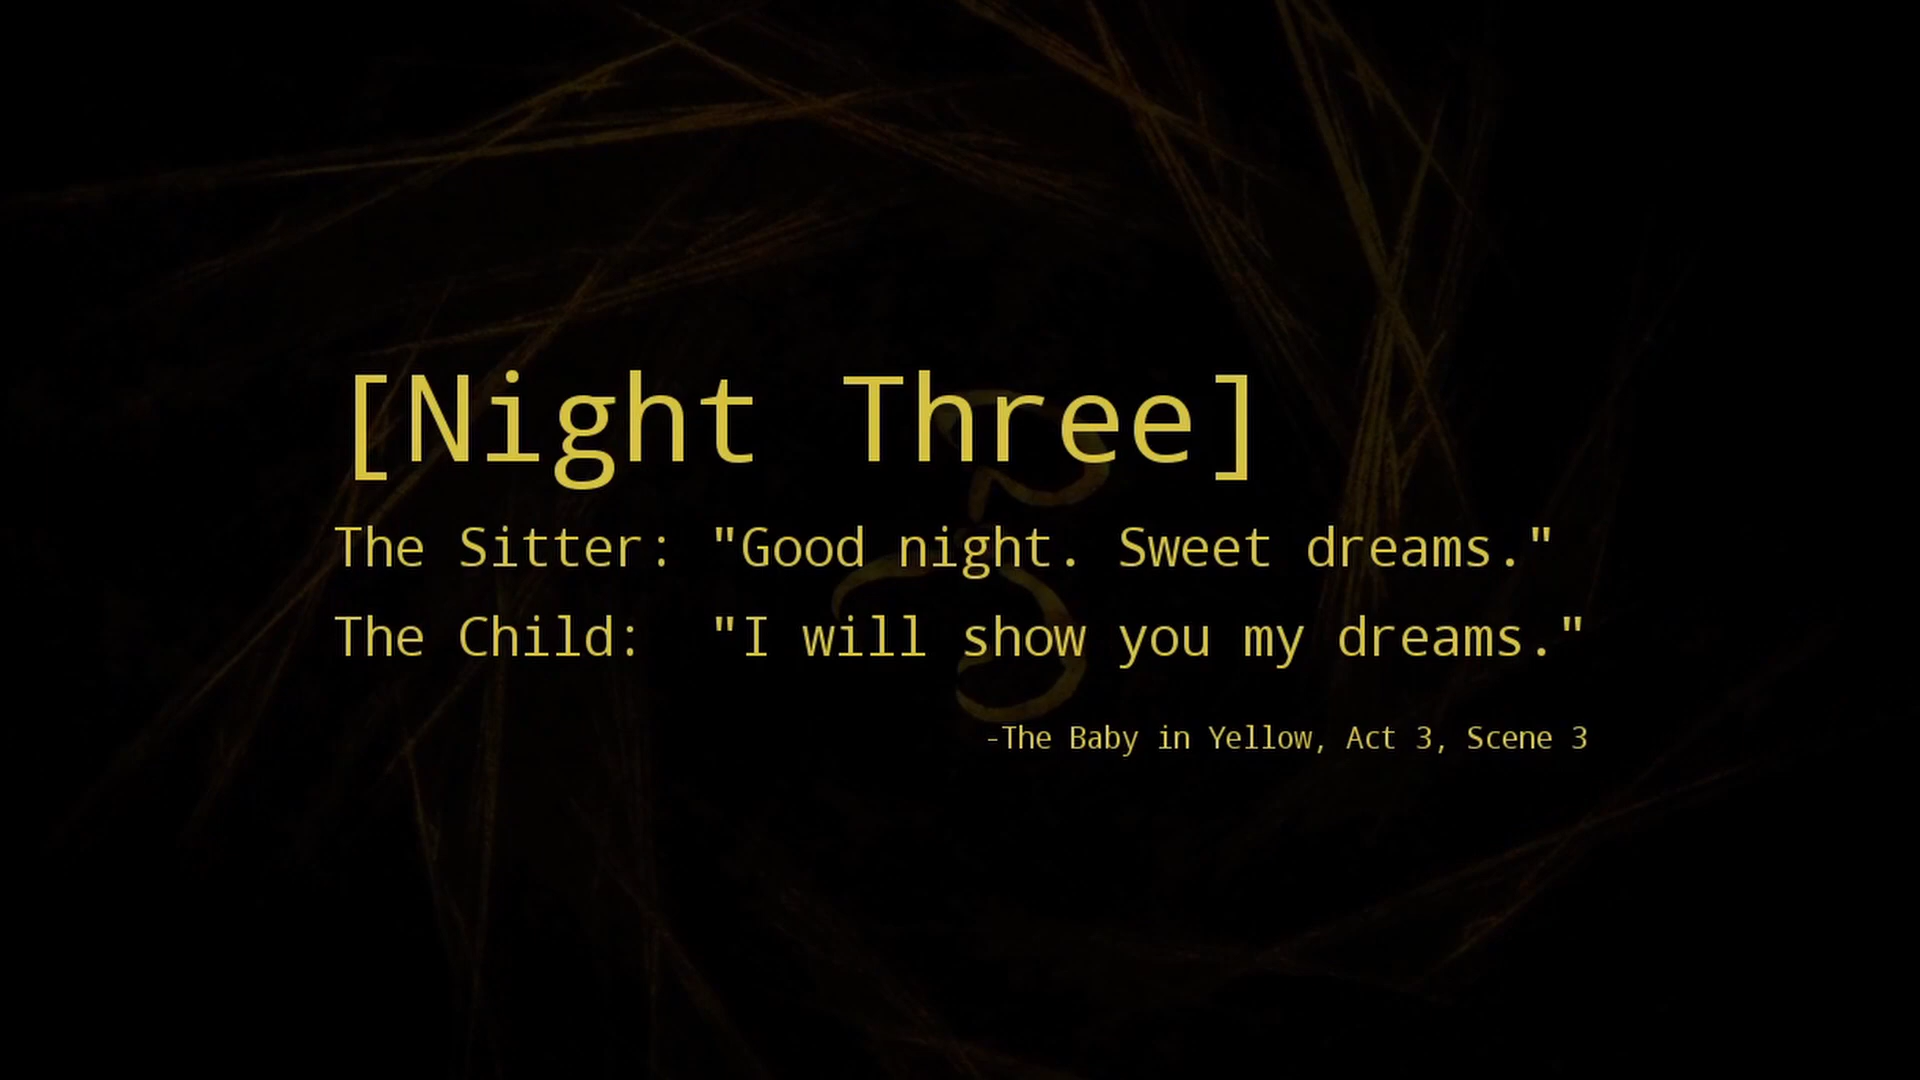 [Night Three]
The Sitter: "Good night. Sweet dreams."
The Child:  "I will show you my dreams."
-The Baby in Yellow, Act 3, Scene 3